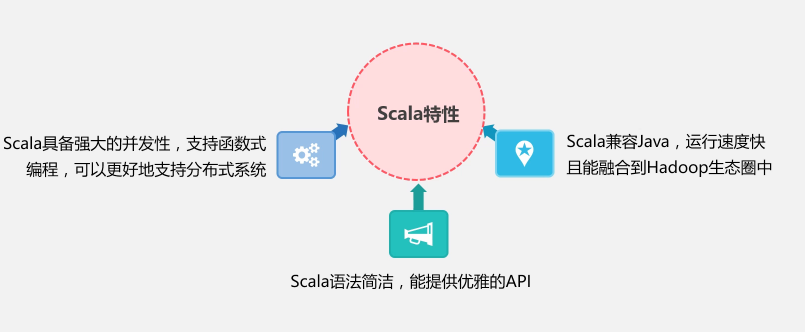 Scala特性
Scala具备强大的并发性，支持函数式
编程，可以更好地支持分布式系统
Scala兼容Java，运行速度快
且能融合到Hadoop生态圈中
Scala语法简洁，能提供优雅的API